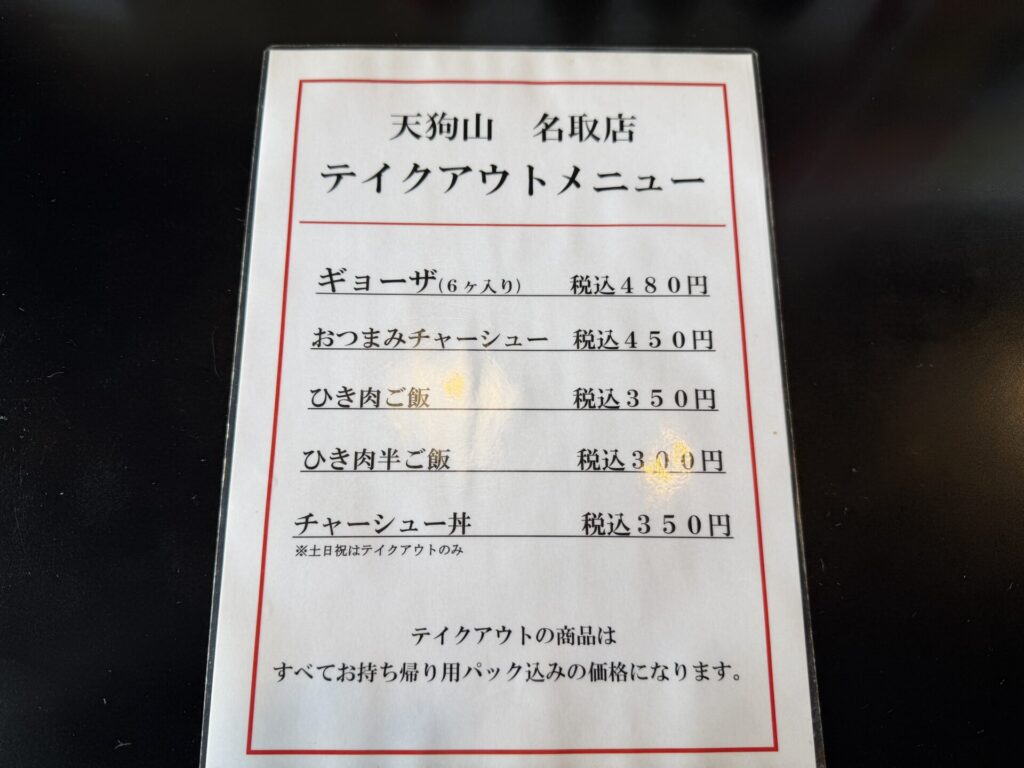 天狗山　名取店
テイクアウトメニュー
ギョーザ(６ヶ入り)　税込４８０円
おつまみチャーシュー　税込４５０円
ひき肉ご飯　税込３５０円
ひき肉半ご飯　税込３００円
チャーシュー丼　税込３５０円
※土日祝はテイクアウトのみ
テイクアウトの商品は
すべてお持ち帰り用パック込みの価格になります。